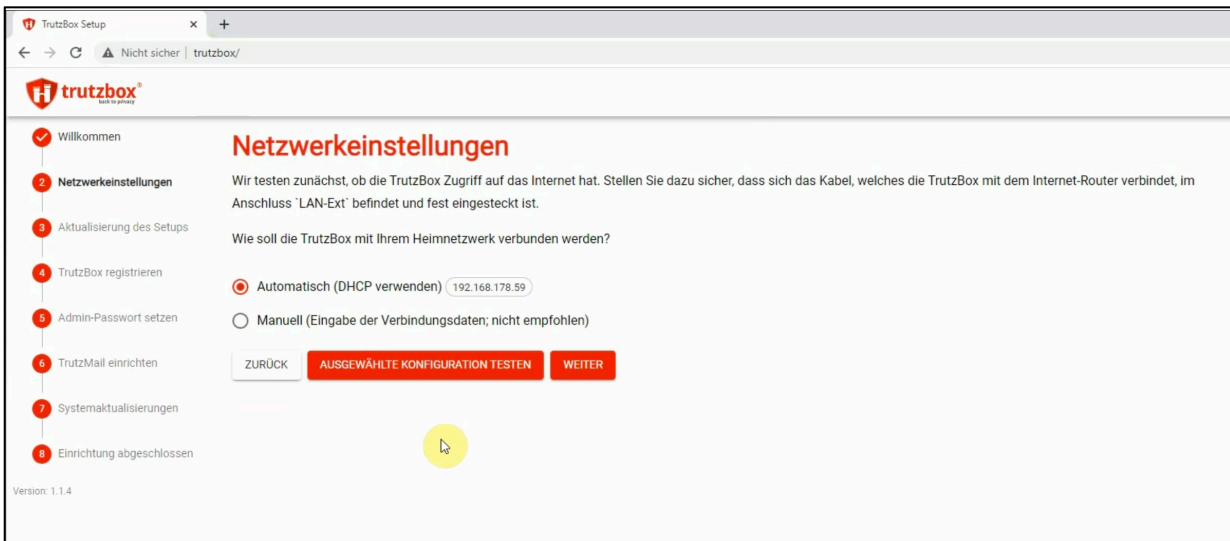 TrutzBox Setup
Nicht sicher | trutzbox/
trutzbox®
back to privacy
Willkommen
2 Netzwerkeinstellungen
3 Aktualisierung des Setups
4 TrutzBox registrieren
5 Admin-Passwort setzen
6 TrutzMail einrichten
7 Systemaktualisierungen
8 Einrichtung abgeschlossen
Version: 1.1.4
Netzwerkeinstellungen
Wir testen zunächst, ob die TrutzBox Zugriff auf das Internet hat. Stellen Sie dazu sicher, dass sich das Kabel, welches die TrutzBox mit dem Internet-Router verbindet, im
Anschluss `LAN-Ext` befindet und fest eingesteckt ist.
Wie soll die TrutzBox mit Ihrem Heimnetzwerk verbunden werden?
Automatisch (DHCP verwenden) 192.168.178.59
Manuell (Eingabe der Verbindungsdaten; nicht empfohlen)
ZURÜCK AUSGEWÄHLTE KONFIGURATION TESTEN WEITER